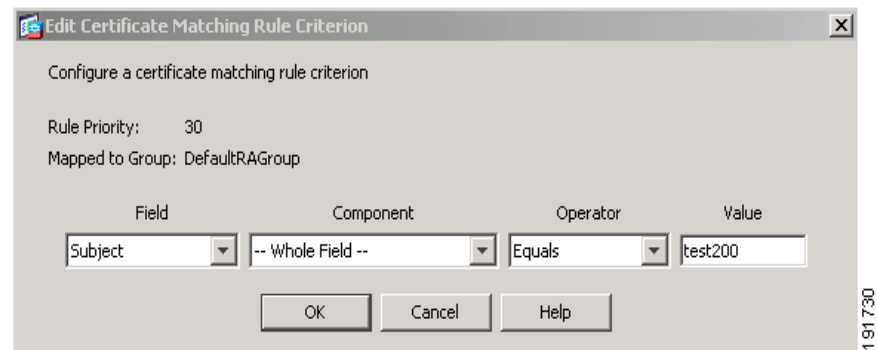 Edit Certificate Matching Rule Criterion
Configure a certificate matching rule criterion
Rule Priority: 30
Mapped to Group: DefaultRAGroup
Field Component Operator Value
Subject -- Whole Field -- Equals test200
OK Cancel Help
191730